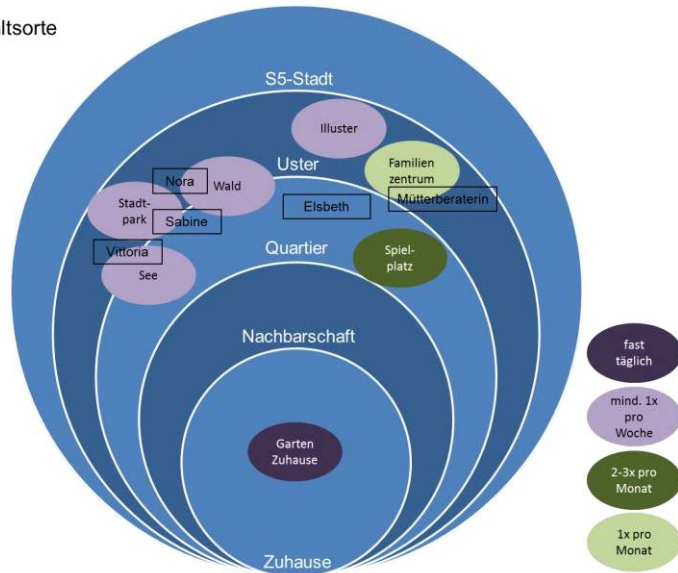 ltsorte
S5-Stadt
Illuster
Familien
zentrum
Uster
Nora
Wald
Stadt-
park
Sabine
Elsbeth
Mütterberaterin
Vittoria
See
Quartier
Spiel-
platz
Nachbarschaft
Garten
Zuhause
Zuhause
fast
täglich
mind. 1x
pro
Woche
2-3x pro
Monat
1x pro
Monat